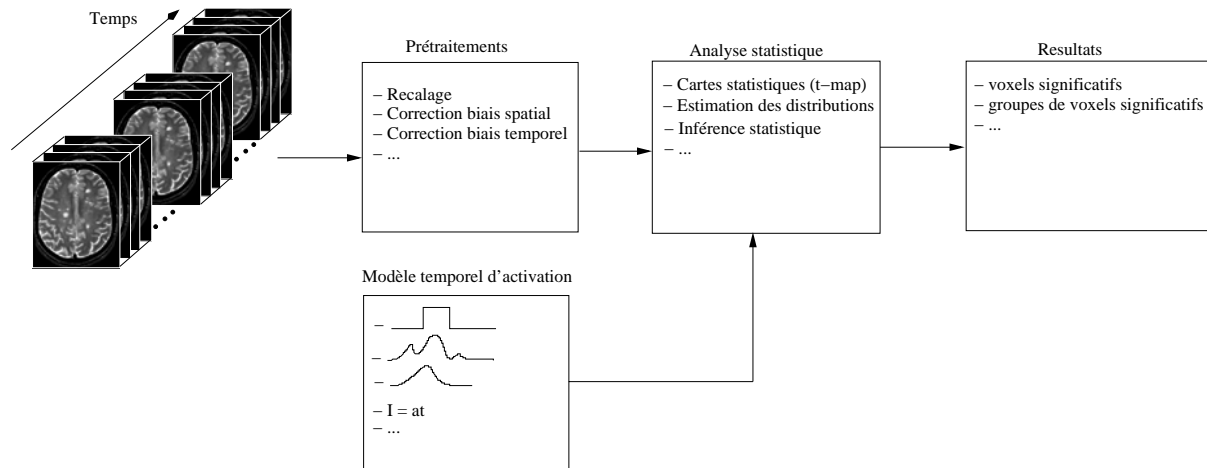 Temps
Prétraitements
– Recalage
– Correction biais spatial
– Correction biais temporel
– ...
Analyse statistique
– Cartes statistiques (t−map)
– Estimation des distributions
– Inférence statistique
– ...
Resultats
– voxels significatifs
– groupes de voxels significatifs
– ...
Modèle temporel d’activation
–
–
–
– I = at
– ...